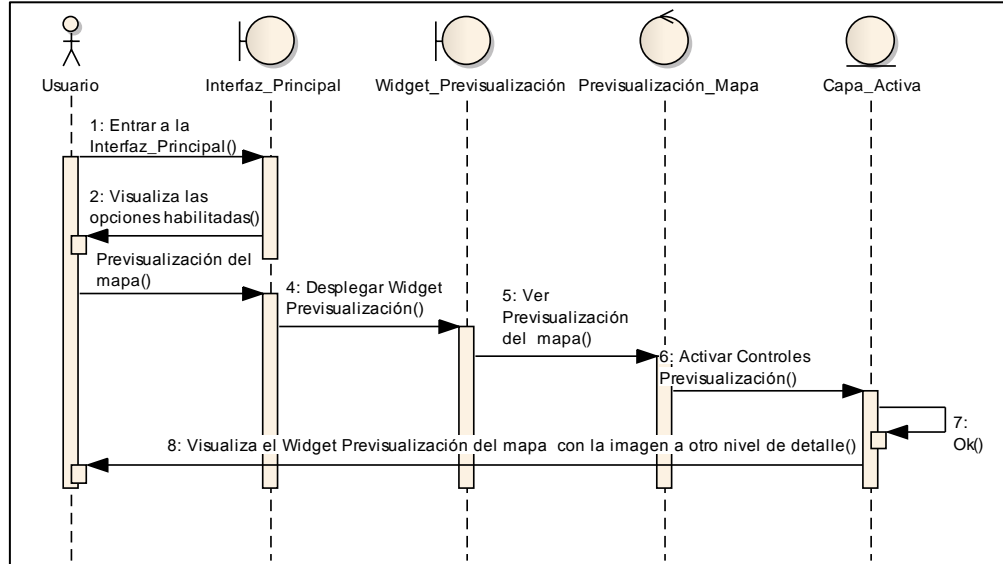 Usuario
Interfaz_Principal
Widget_Previsualización
Previsualización_Mapa
Capa_Activa
1: Entrar a la
Interfaz_Principal()
2: Visualiza las
opciones habilitadas()
Previsualización del
mapa()
4: Desplegar Widget
Previsualización()
5: Ver
Previsualización
del mapa()
6: Activar Controles
Previsualización()
7:
Ok()
8: Visualiza el Widget Previsualización del mapa con la imagen a otro nivel de detalle()